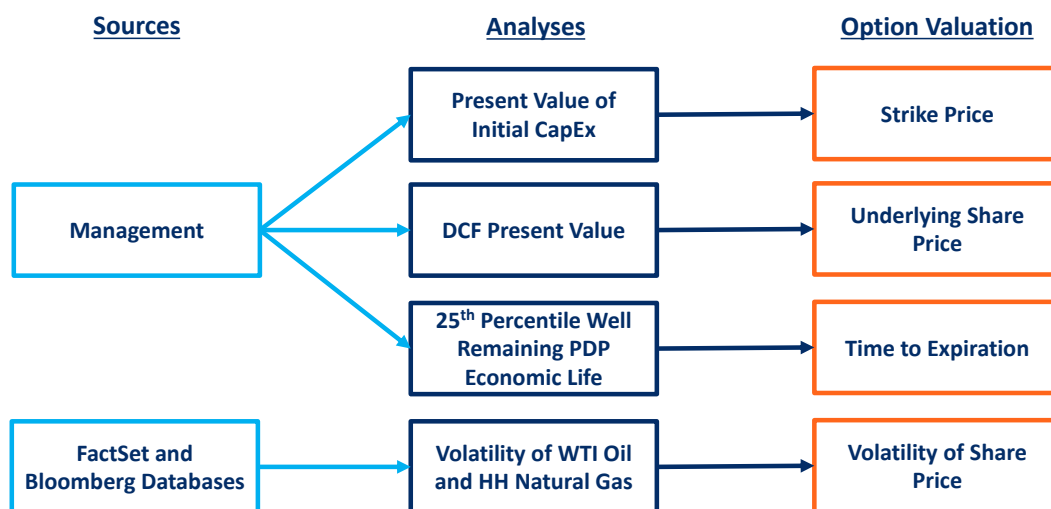 Sources
Analyses
Option Valuation
Present Value of
Initial CapEx
Strike Price
Management
DCF Present Value
Underlying Share
Price
25th Percentile Well
Remaining PDP
Economic Life
Time to Expiration
FactSet and
Bloomberg Databases
Volatility of WTI Oil
and HH Natural Gas
Volatility of Share
Price